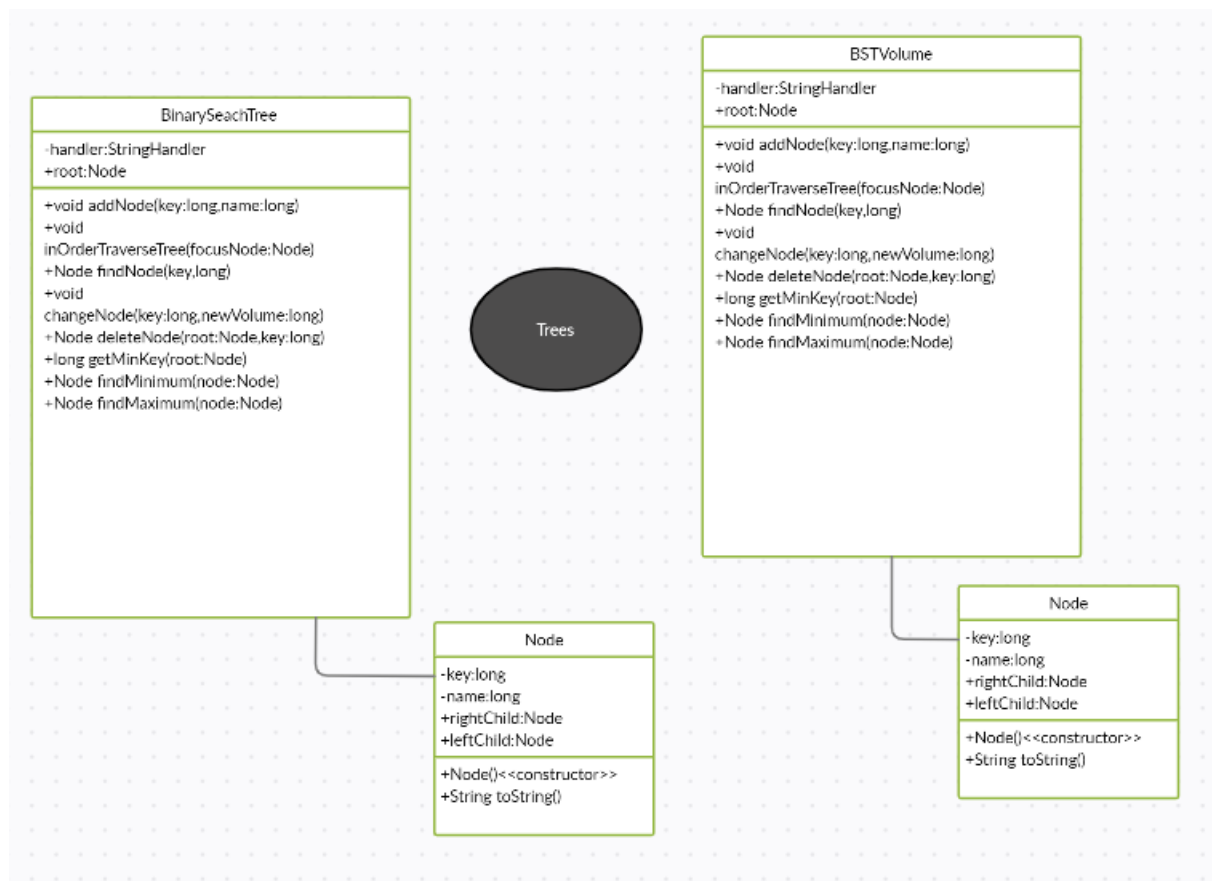 BinarySeachTree
-handler:StringHandler
+root:Node
+void addNode(key:long,name:long)
+void
inOrderTraverseTree(focusNode:Node)
+Node findNode(key,long)
+void
changeNode(key:long,newVolume:long)
+Node deleteNode(root:Node,key:long)
+long getMinKey(root:Node)
+Node findMinimum(node:Node)
+Node findMaximum(node:Node)
Node
-key:long
-name:long
+rightChild:Node
+leftChild:Node
+Node()<<constructor>>
+String toString()
Trees
BSTVolume
-handler:StringHandler
+root:Node
+void addNode(key:long,name:long)
+void
inOrderTraverseTree(focusNode:Node)
+Node findNode(key,long)
+void
changeNode(key:long,newVolume:long)
+Node deleteNode(root:Node,key:long)
+long getMinKey(root:Node)
+Node findMinimum(node:Node)
+Node findMaximum(node:Node)
Node
-key:long
-name:long
+rightChild:Node
+leftChild:Node
+Node()<<constructor>>
+String toString()